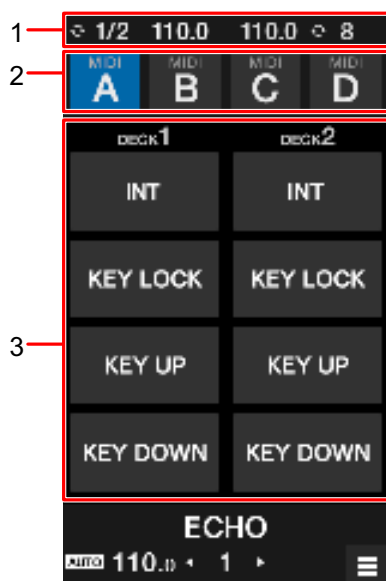 1 1/2 110.0 110.0 8
2 MIDI A MIDI B MIDI C MIDI D
DECK1 DECK2
INT INT
KEY LOCK KEY LOCK
3 KEY UP KEY UP
KEY DOWN KEY DOWN
ECHO
AUTO 110.0 1